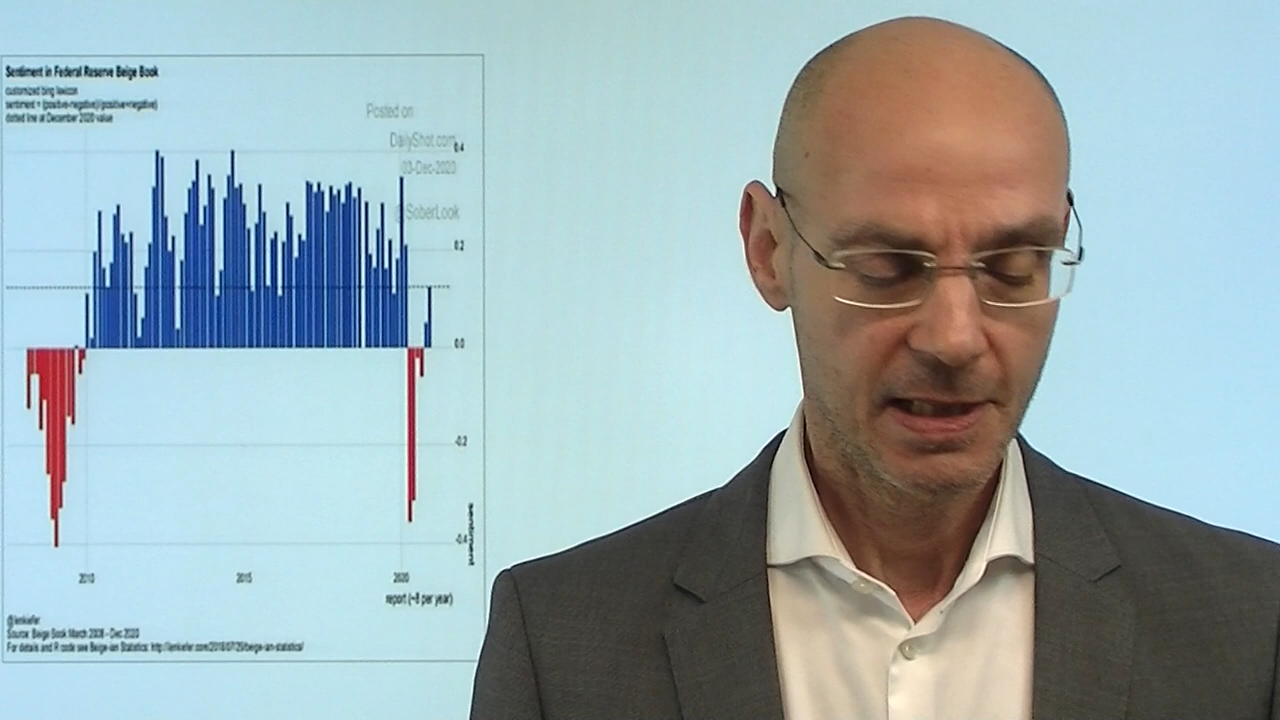 Sentiment in Federal Reserve Beige Book
customized bing lexicon
sentiment = (positive-negative)/(positive+negative)
dotted line at December 2020 value
Posted on
DailyShot.com
03-Dec-2020
@SoberLook
0.4
0.2
0.0
-0.2
-0.4
sentiment
2010 2015 2020
report (~8 per year)
@lenkiefer
Source: Beige Book March 2008 - Dec 2020
For details and R code see Beige-ian Statistics: http://lenkiefer.com/2018/07/29/beige-ian-statistics/